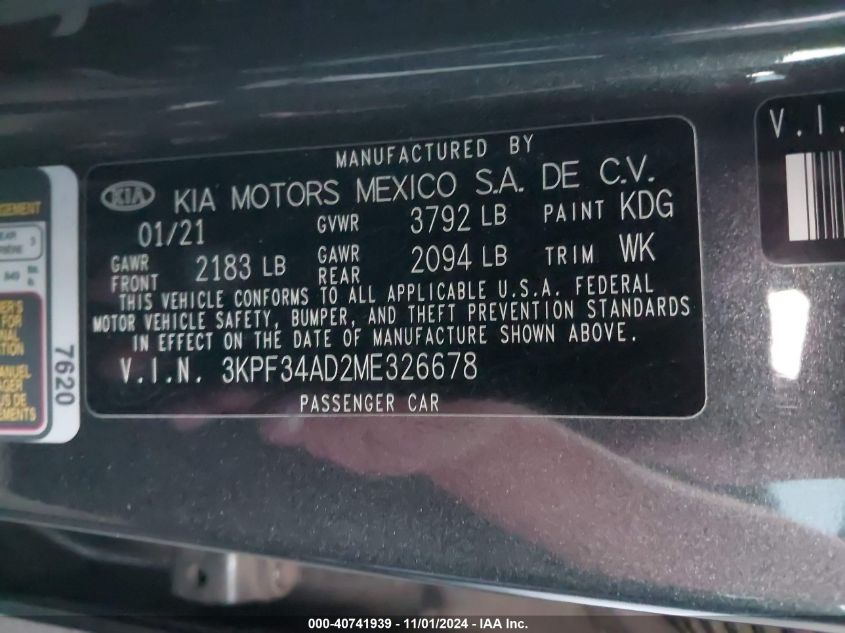 MANUFACTURED BY
KIA KIA MOTORS MEXICO S.A. DE C.V.
01/21 GVWR 3792 LB PAINT KDG
GAWR FRONT 2183 LB GAWR REAR 2094 LB TRIM WK
THIS VEHICLE CONFORMS TO ALL APPLICABLE U.S.A. FEDERAL
MOTOR VEHICLE SAFETY, BUMPER, AND THEFT PREVENTION STANDARDS
IN EFFECT ON THE DATE OF MANUFACTURE SHOWN ABOVE.
V.I.N. 3KPF34AD2ME326678
PASSENGER CAR
7620
V.I.
000-40741939 - 11/01/2024 - IAA Inc.